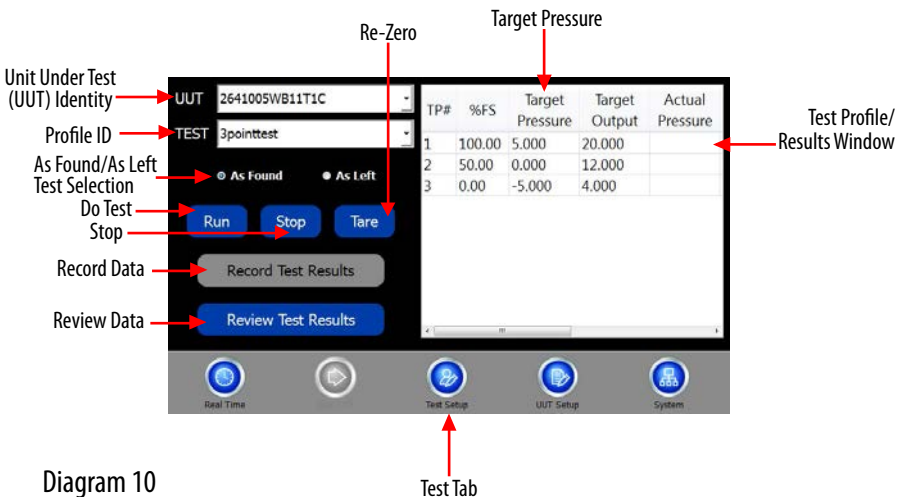 Target Pressure
Re-Zero
Unit Under Test
(UUT) Identity
Profile ID
As Found/As Left
Test Selection
Do Test
Stop
Record Data
Review Data
UUT 2641005WB11T1C
TEST 3pointtest
As Found As Left
Run Stop Tare
Record Test Results
Review Test Results
TP# %FS Target Pressure Target Output Actual Pressure
1 100.00 5.000 20.000
2 50.00 0.000 12.000
3 0.00 -5.000 4.000
Test Profile/
Results Window
Real Time Test Setup UUT Setup System
Diagram 10
Test Tab